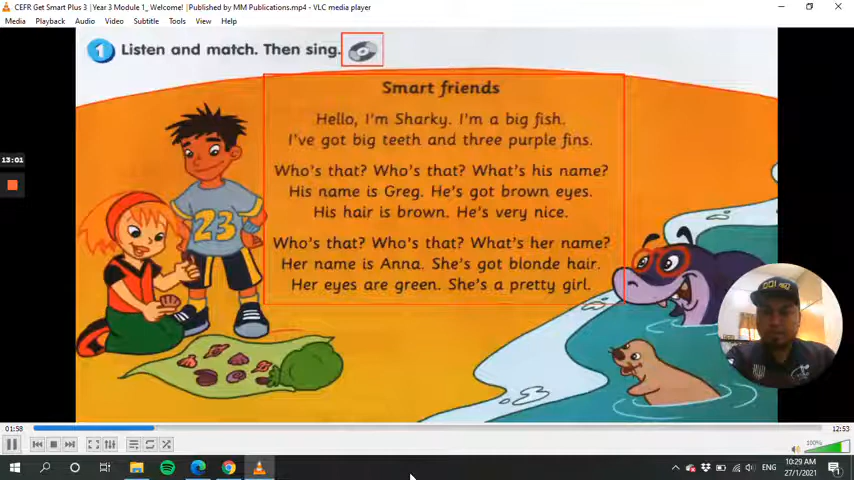 CEFR Get Smart Plus 3 |Year 3 Module 1_ Welcome! |Published by MM Publications.mp4 - VLC media player
Media Playback Audio Video Subtitle Tools View Help
1 Listen and match. Then sing.
Smart friends
Hello, I'm Sharky. I'm a big fish.
I've got big teeth and three purple fins.
Who's that? Who's that? What's his name?
His name is Greg. He's got brown eyes.
His hair is brown. He's very nice.
Who's that? Who's that? What's her name?
Her name is Anna. She's got blonde hair.
Her eyes are green. She's a pretty girl.
13:01
23
01:58 12:53
100%
ENG
10:29 AM
27/1/2021